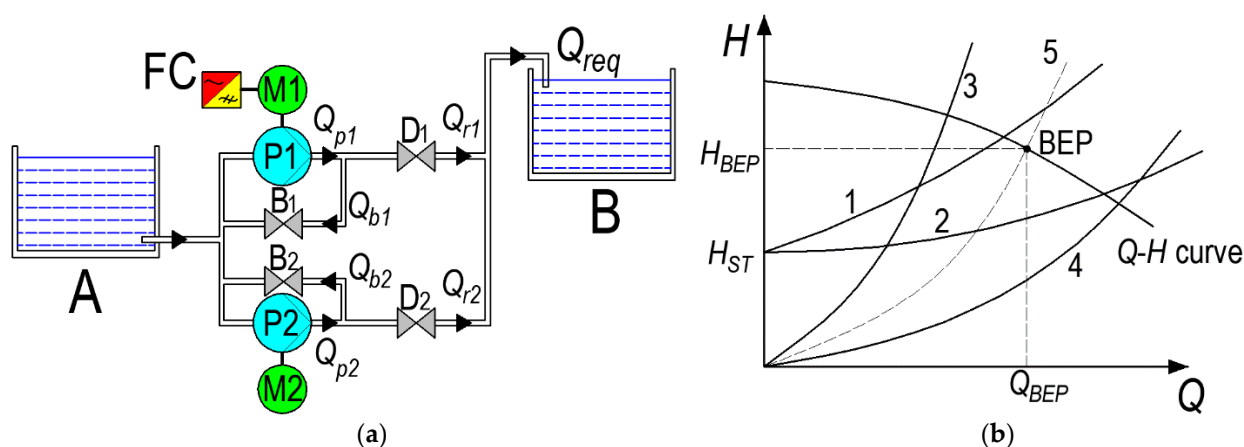 FC
M1
P1
Qp1
D1
Qr1
Qreq
B1
Qb1
A
B
B2
Qb2
D2
Qr2
P2
Qp2
M2
(a)
H
3
5
1
BEP
HBEP
2
HST
4
Q-H curve
QBEP
Q
(b)